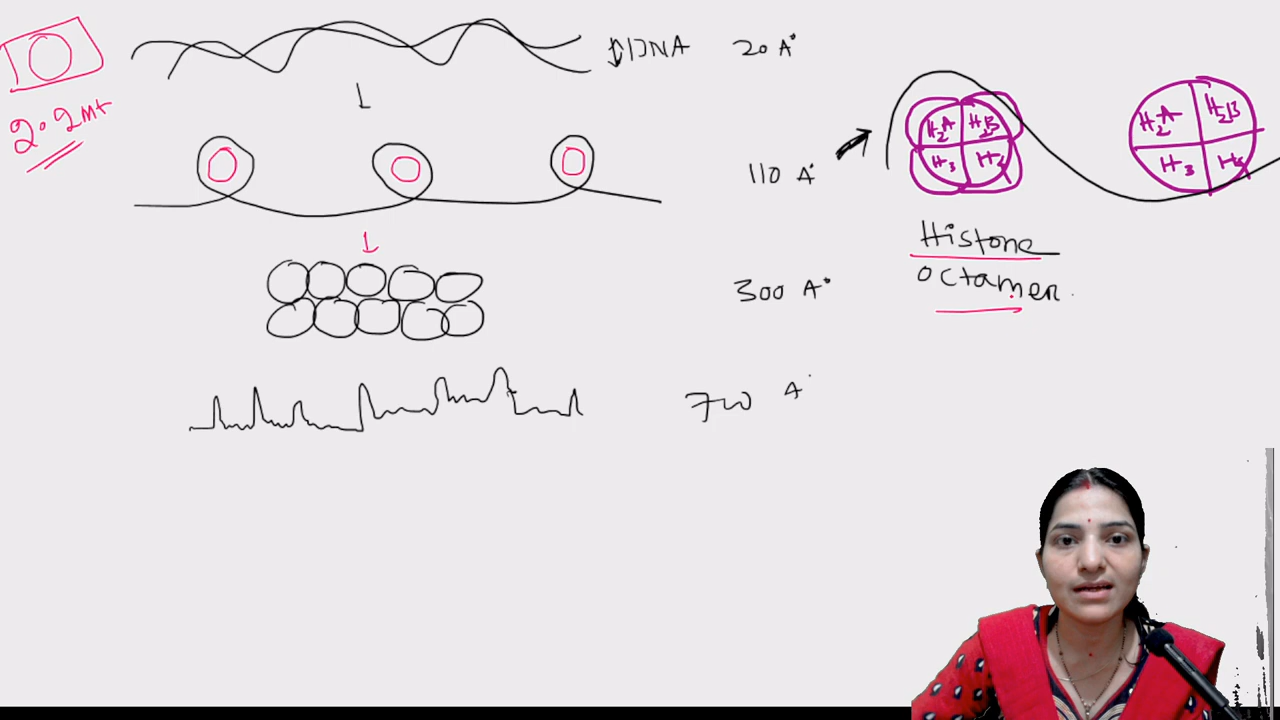 DNA 20 A°
2.2mt
110 A°
H2A H2B
H3 H4
H2A H2B
H3 H4
Histone
octamer
300 A°
700 A°